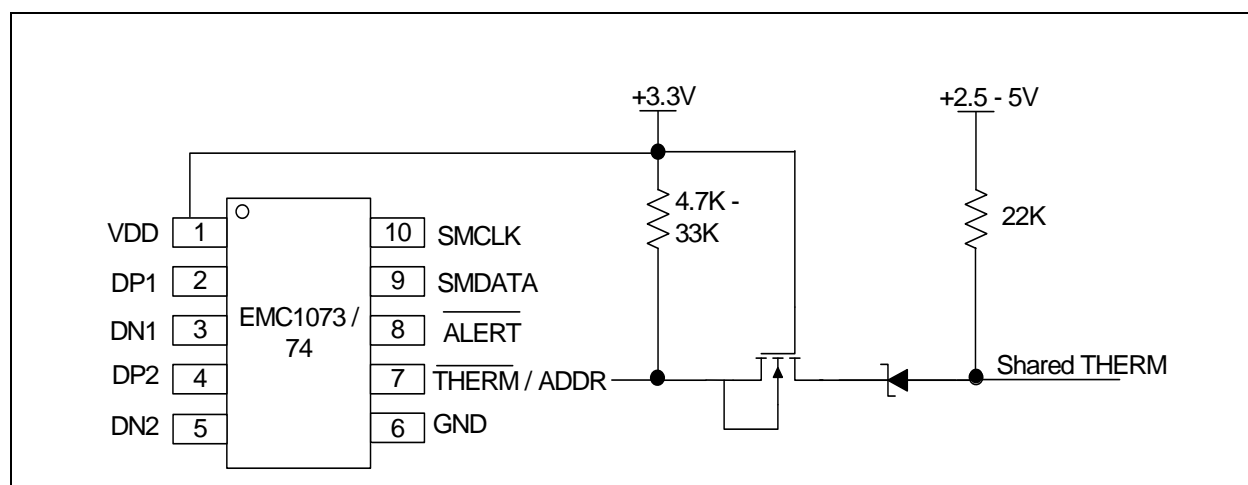 +3.3V
+2.5 - 5V
4.7K -
33K
22K
VDD 1
10 SMCLK
DP1 2
9 SMDATA
EMC1073 /
74
DN1 3
8 ALERT
DP2 4
7 THERM / ADDR
Shared THERM
DN2 5
6 GND